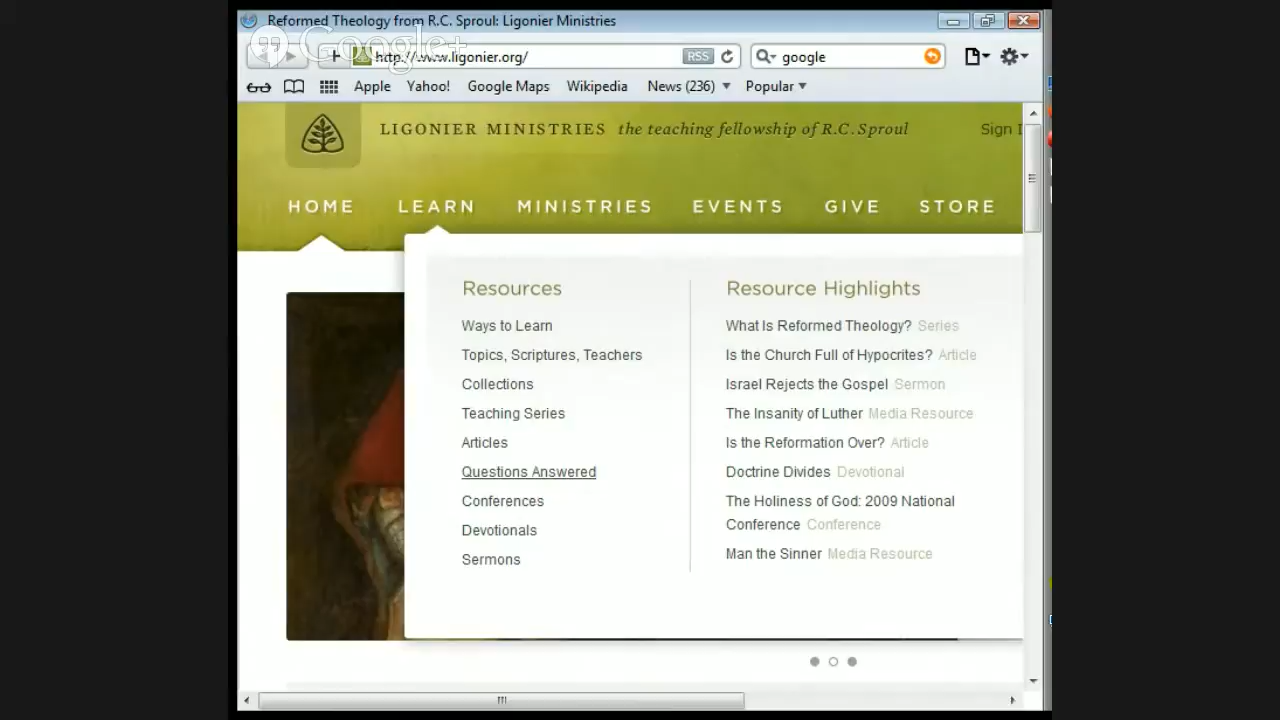 Reformed Theology from R.C. Sproul: Ligonier Ministries
Google+
http://www.ligonier.org/
RSS
google
Apple Yahoo! Google Maps Wikipedia News (236) Popular
LIGONIER MINISTRIES the teaching fellowship of R.C. Sproul
Sign I
HOME LEARN MINISTRIES EVENTS GIVE STORE
Resources
Ways to Learn
Topics, Scriptures, Teachers
Collections
Teaching Series
Articles
Questions Answered
Conferences
Devotionals
Sermons
Resource Highlights
What Is Reformed Theology? Series
Is the Church Full of Hypocrites? Article
Israel Rejects the Gospel Sermon
The Insanity of Luther Media Resource
Is the Reformation Over? Article
Doctrine Divides Devotional
The Holiness of God: 2009 National
Conference Conference
Man the Sinner Media Resource